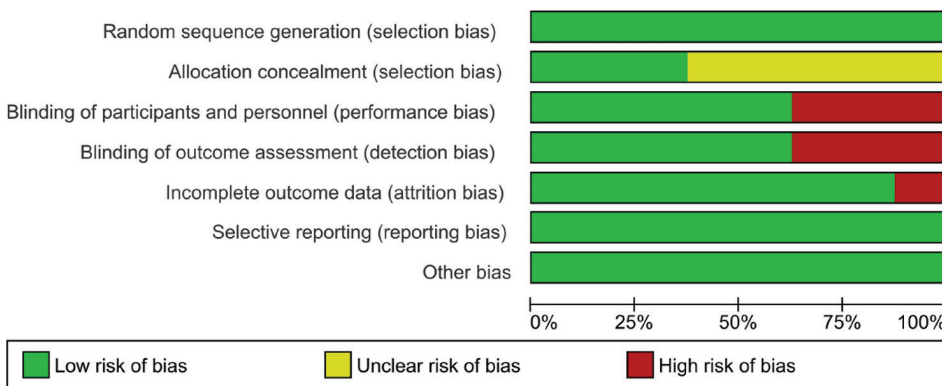 Random sequence generation (selection bias)
Allocation concealment (selection bias)
Blinding of participants and personnel (performance bias)
Blinding of outcome assessment (detection bias)
Incomplete outcome data (attrition bias)
Selective reporting (reporting bias)
Other bias
0% 25% 50% 75% 100%
Low risk of bias Unclear risk of bias High risk of bias